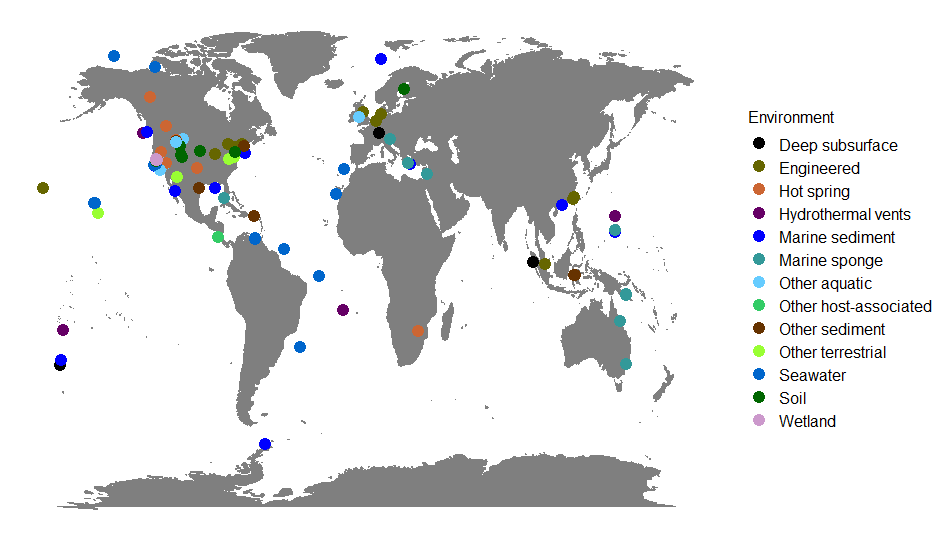 Environment
Deep subsurface
Engineered
Hot spring
Hydrothermal vents
Marine sediment
Marine sponge
Other aquatic
Other host-associated
Other sediment
Other terrestrial
Seawater
Soil
Wetland